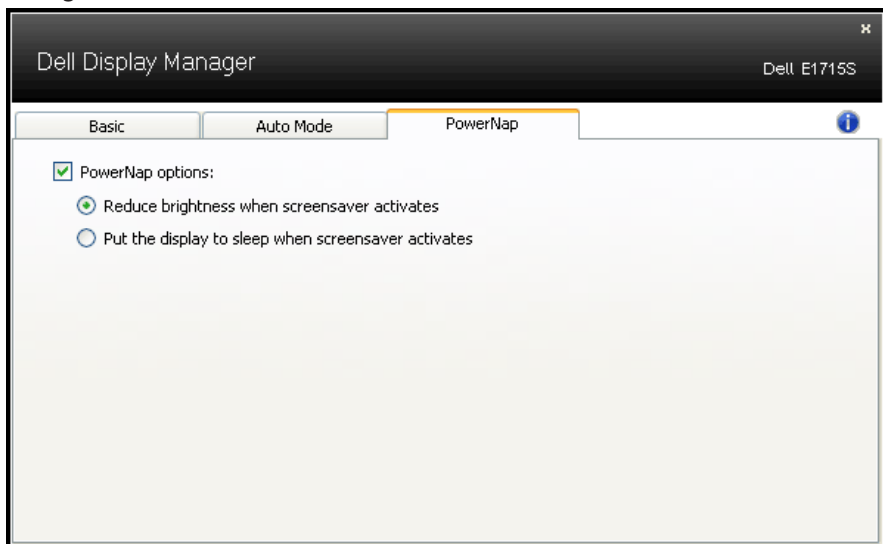 x
Dell Display Manager
Dell E1715S
Basic
Auto Mode
PowerNap
i
PowerNap options:
Reduce brightness when screensaver activates
Put the display to sleep when screensaver activates